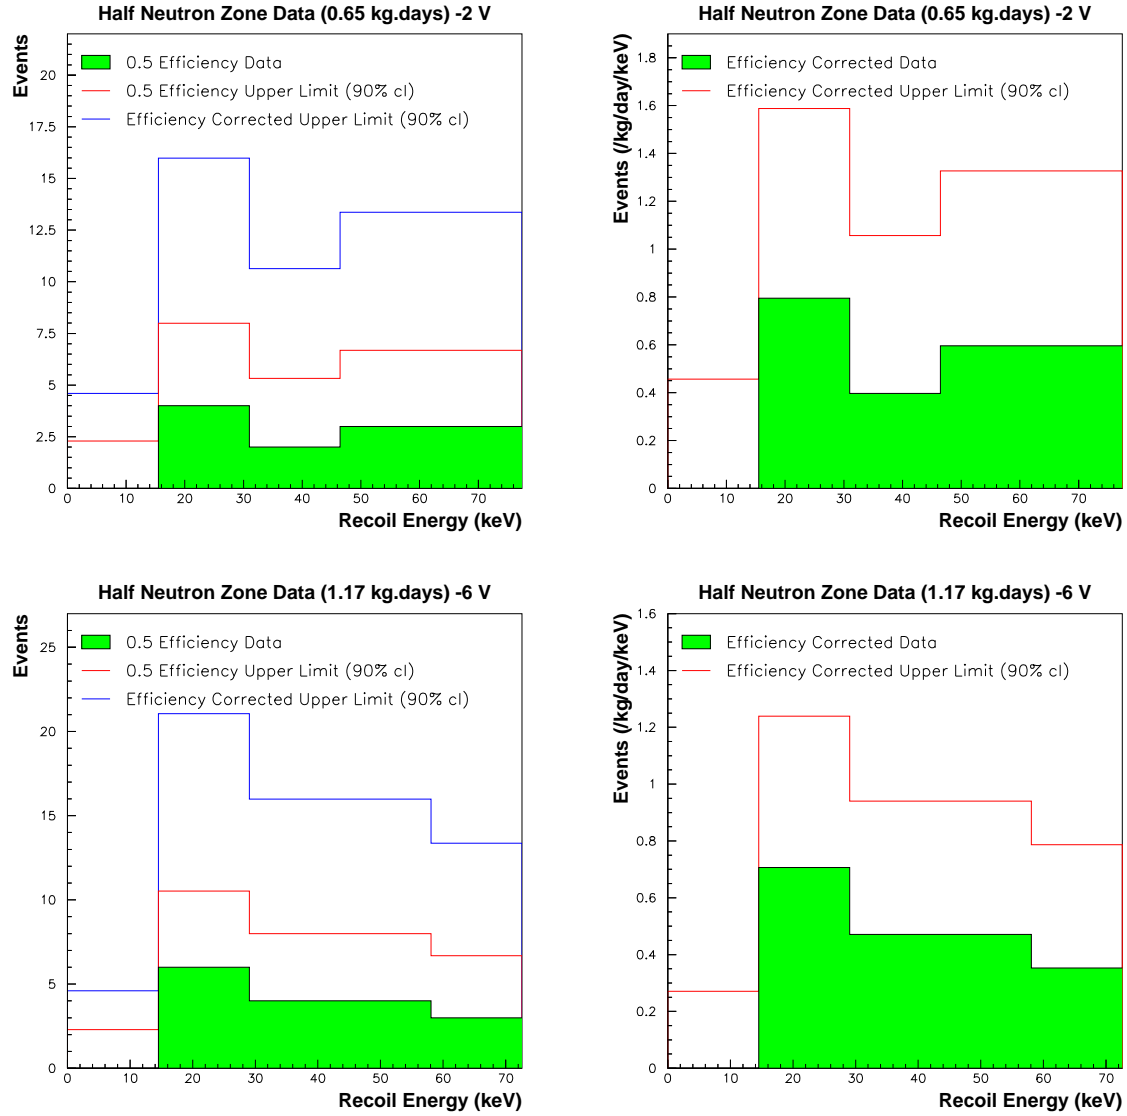 Half Neutron Zone Data (0.65 kg.days) -2 V
Events
20
17.5
15
12.5
10
7.5
5
2.5
0
0.5 Efficiency Data
0.5 Efficiency Upper Limit (90% cl)
Efficiency Corrected Upper Limit (90% cl)
0 10 20 30 40 50 60 70
Recoil Energy (keV)
Half Neutron Zone Data (0.65 kg.days) -2 V
Events (/kg/day/keV)
1.8
1.6
1.4
1.2
1
0.8
0.6
0.4
0.2
0
Efficiency Corrected Data
Efficiency Corrected Upper Limit (90% cl)
0 10 20 30 40 50 60 70
Recoil Energy (keV)
Half Neutron Zone Data (1.17 kg.days) -6 V
Events
25
20
15
10
5
0
0.5 Efficiency Data
0.5 Efficiency Upper Limit (90% cl)
Efficiency Corrected Upper Limit (90% cl)
0 10 20 30 40 50 60 70
Recoil Energy (keV)
Half Neutron Zone Data (1.17 kg.days) -6 V
Events (/kg/day/keV)
1.6
1.4
1.2
1
0.8
0.6
0.4
0.2
0
Efficiency Corrected Data
Efficiency Corrected Upper Limit (90% cl)
0 10 20 30 40 50 60 70
Recoil Energy (keV)